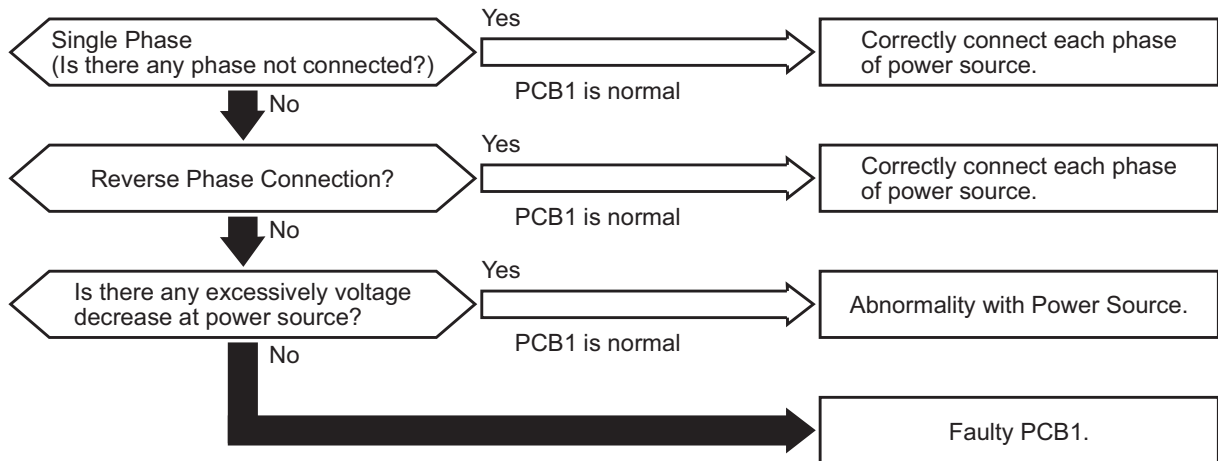 Single Phase
(Is there any phase not connected?)
Yes
PCB1 is normal
Correctly connect each phase
of power source.
No
Reverse Phase Connection?
Yes
PCB1 is normal
Correctly connect each phase
of power source.
No
Is there any excessively voltage
decrease at power source?
Yes
PCB1 is normal
Abnormality with Power Source.
No
Faulty PCB1.